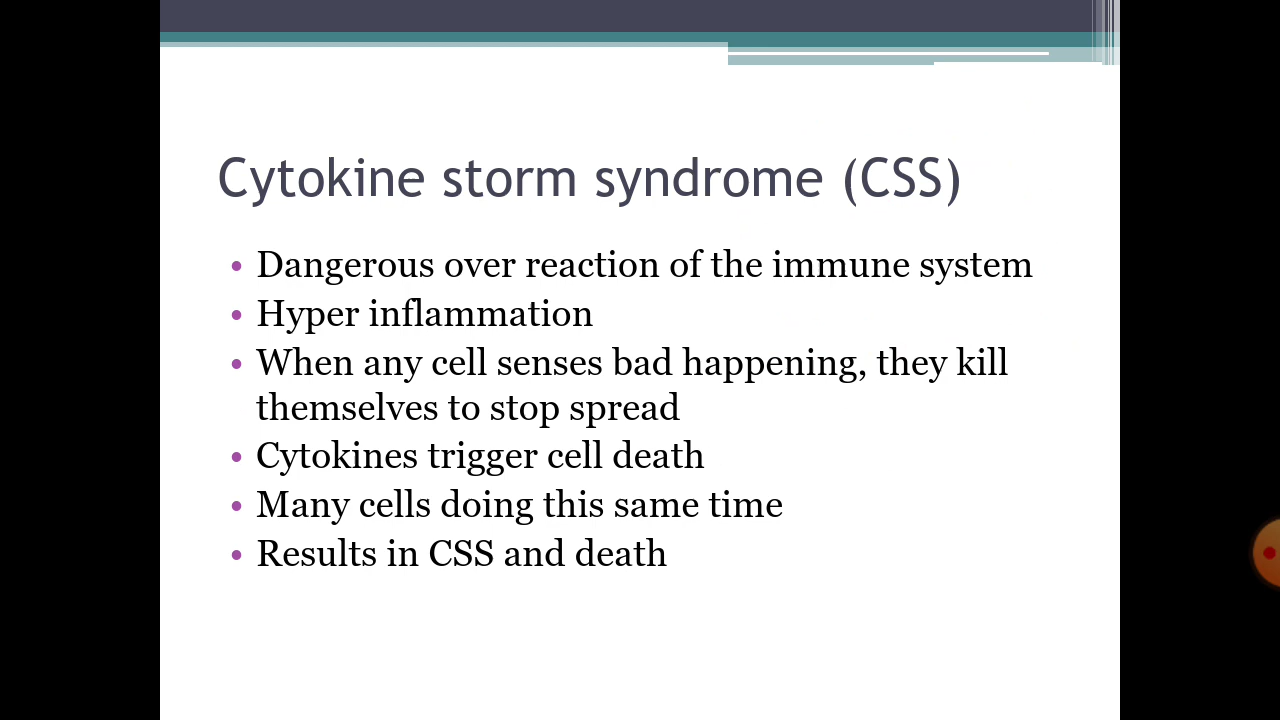 Cytokine storm syndrome (CSS)
• Dangerous over reaction of the immune system
• Hyper inflammation
• When any cell senses bad happening, they kill
themselves to stop spread
• Cytokines trigger cell death
• Many cells doing this same time
• Results in CSS and death